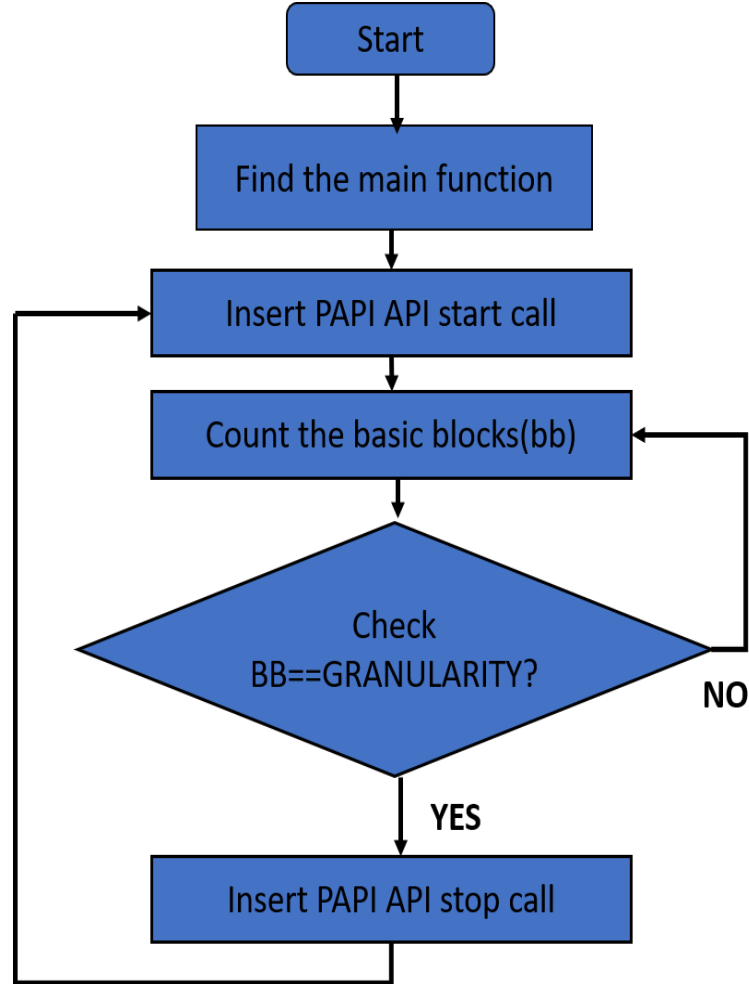 Start
Find the main function
Insert PAPI API start call
Count the basic blocks(bb)
Check
BB==GRANULARITY?
NO
YES
Insert PAPI API stop call